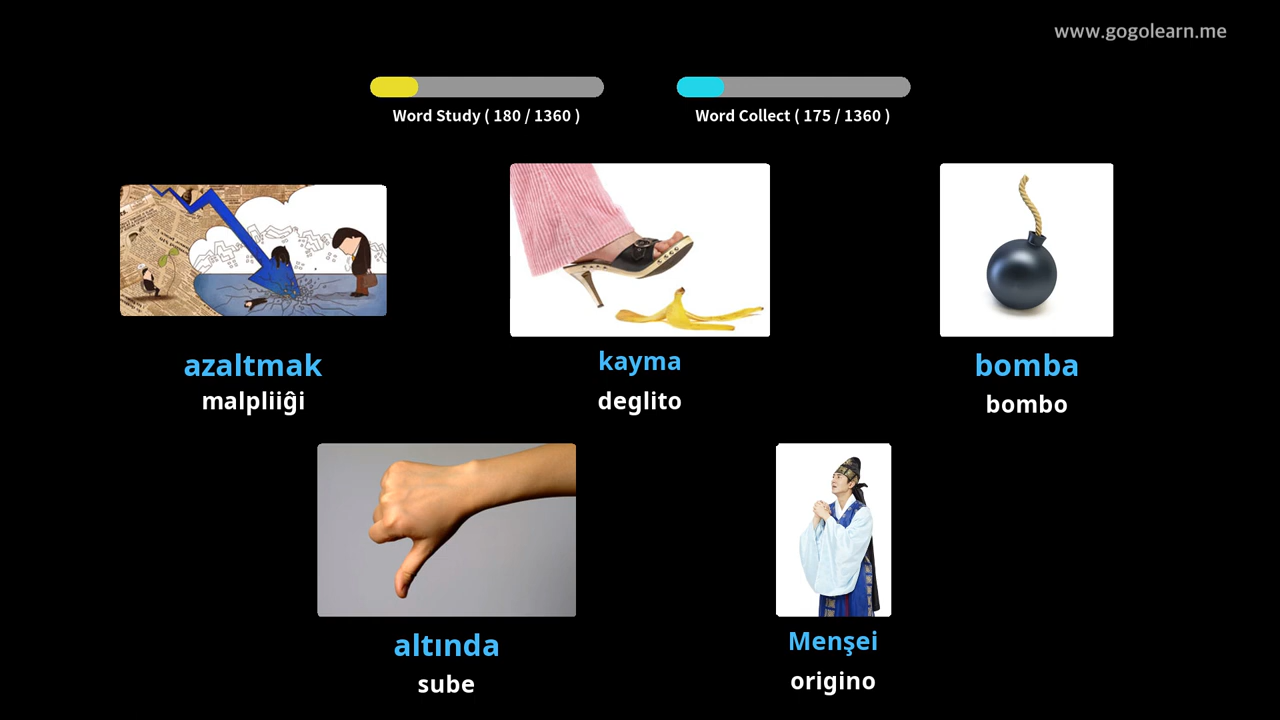 www.gogolearn.me
Word Study ( 180 / 1360 )
Word Collect ( 175 / 1360 )
azaltmak
malpliiĝi
kayma
deglito
bomba
bombo
altında
sube
Menşei
origino